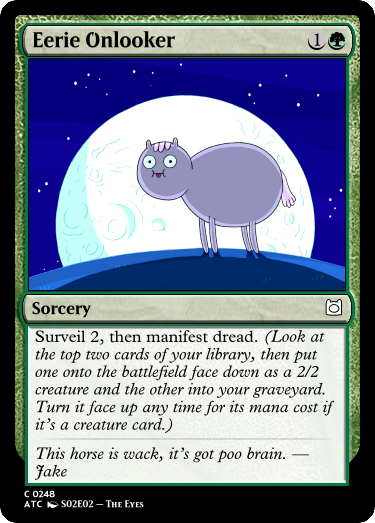 Eerie Onlooker 1
Sorcery
Surveil 2, then manifest dread. (Look at
the top two cards of your library, then put
one onto the battlefield face down as a 2/2
creature and the other into your graveyard.
Turn it face up any time for its mana cost if
it's a creature card.)
This horse is wack, it's got poo brain. —
Jake
C 0248
ATC S02E02 — The Eyes